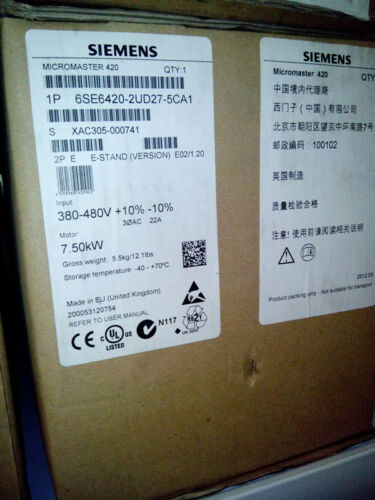 SIEMENS
MICROMASTER 420 QTY:1
1P 6SE6420-2UD27-5CA1
S XAC305-000741
2P E E-STAND (VERSION) E02/1.20
Input:
380-480V +10% -10%
3ØAC 22A
Motor:
7.50kW
Gross weight: 5.5kg/12.1lbs
Storage temperature -40 - +70°C
Made in EU (United Kingdom)
200053120754
REFER TO USER MANUAL
CE UL LISTED N117
SIEMENS
Micromaster 420 QTY
中国境内代理商
西门子（中国）有限公司
北京市朝阳区望京中环南路7号
邮政编码：100102
英国制造
质量检验合格
注意！使用前请阅读相关说明
2012.03
Product packing only - Not suitable for transport